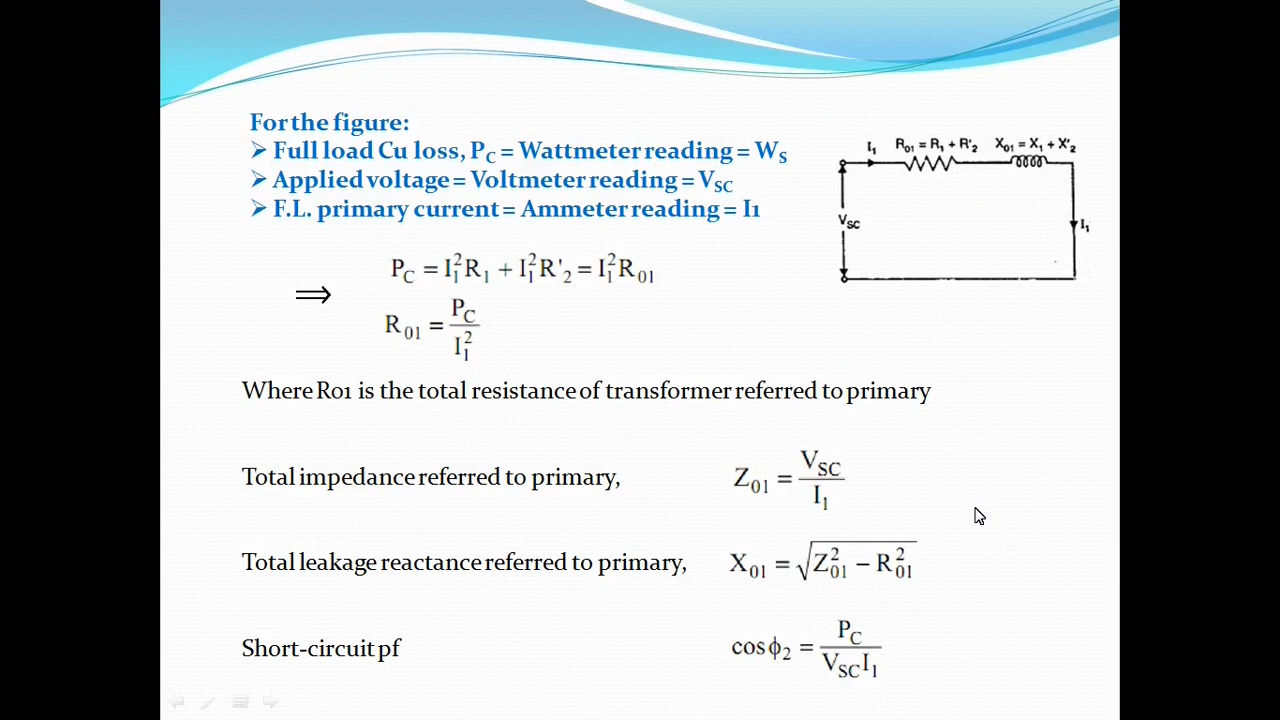 For the figure:
➢ Full load Cu loss, P_C = Wattmeter reading = W_S
➢ Applied voltage = Voltmeter reading = V_SC
➢ F.L. primary current = Ammeter reading = I1
I₁ R₀₁ = R₁ + R'₂ X₀₁ = X₁ + X'₂
V_SC
I₁
P_C = I₁²R₁ + I₁²R'₂ = I₁²R₀₁
⟹
R₀₁ = P_C / I₁²
Where R01 is the total resistance of transformer referred to primary
Total impedance referred to primary, Z₀₁ = V_SC / I₁
Total leakage reactance referred to primary, X₀₁ = √(Z₀₁² − R₀₁²)
Short-circuit pf cos ϕ₂ = P_C / V_SC I₁